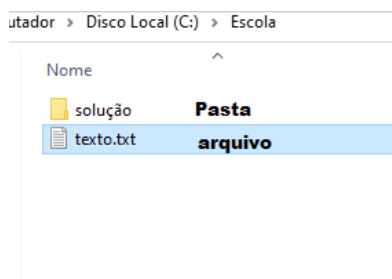 utador > Disco Local (C:) > Escola
Nome
solução Pasta
texto.txt arquivo